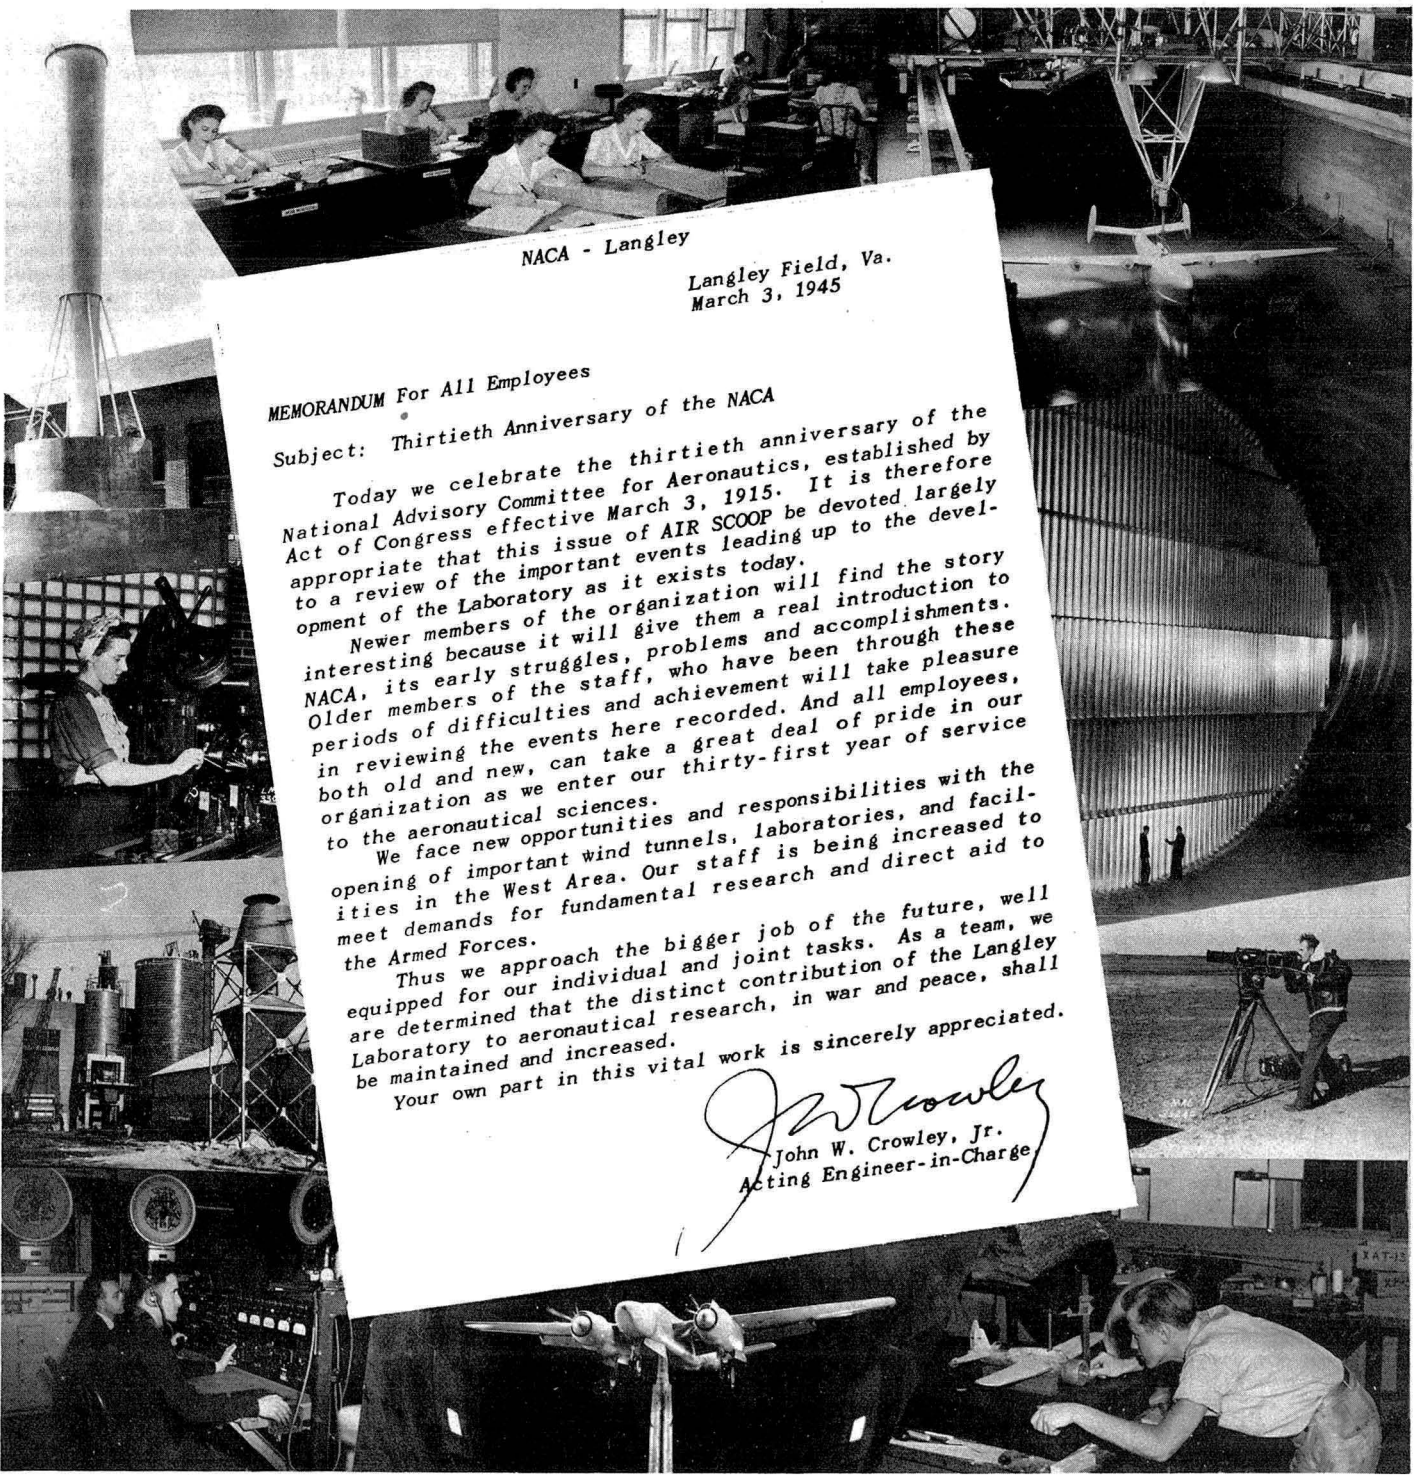 NACA - Langley
Langley Field, Va.
March 3, 1945
MEMORANDUM For All Employees
Subject: Thirtieth Anniversary of the NACA
Today we celebrate the thirtieth anniversary of the
National Advisory Committee for Aeronautics, established by
Act of Congress effective March 3, 1915. It is therefore
appropriate that this issue of AIR SCOOP be devoted largely
to a review of the important events leading up to the devel-
opment of the Laboratory as it exists today.
Newer members of the organization will find the story
interesting because it will give them a real introduction to
NACA, its early struggles, problems and accomplishments.
Older members of the staff, who have been through these
periods of difficulties and achievement will take pleasure
in reviewing the events here recorded. And all employees,
both old and new, can take a great deal of pride in our
organization as we enter our thirty-first year of service
to the aeronautical sciences.
We face new opportunities and responsibilities with the
opening of important wind tunnels, laboratories, and facil-
ities in the West Area. Our staff is being increased to
meet demands for fundamental research and direct aid to
the Armed Forces.
Thus we approach the bigger job of the future, well
equipped for our individual and joint tasks. As a team, we
are determined that the distinct contribution of the Langley
Laboratory to aeronautical research, in war and peace, shall
be maintained and increased.
Your own part in this vital work is sincerely appreciated.
JW Crowley
John W. Crowley, Jr.
Acting Engineer-in-Charge
XAT-15